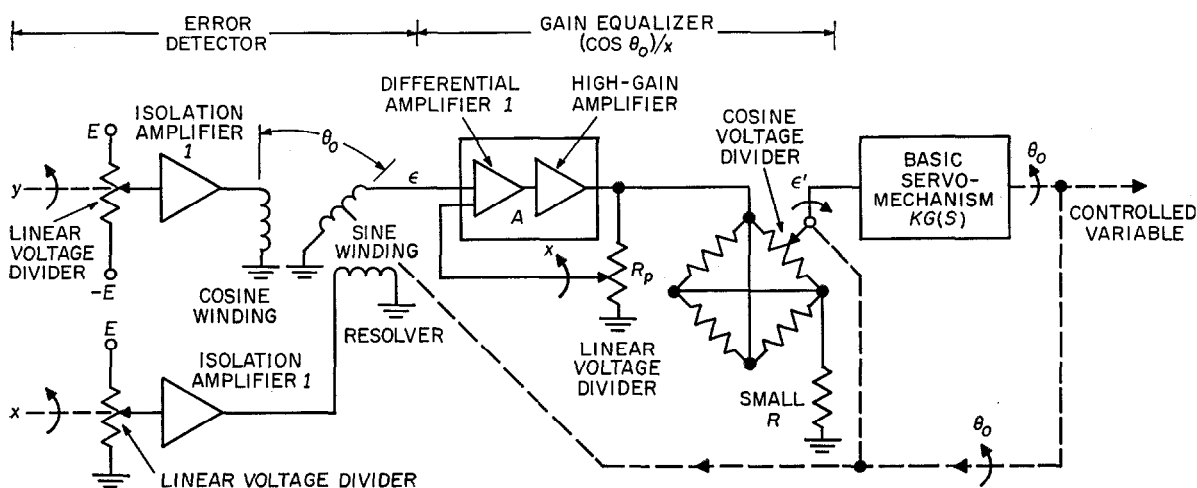 ERROR
DETECTOR
GAIN EQUALIZER
(COS θo)/x
ISOLATION
AMPLIFIER
1
θo
DIFFERENTIAL
AMPLIFIER 1
HIGH-GAIN
AMPLIFIER
COSINE
VOLTAGE
DIVIDER
E
y
LINEAR
VOLTAGE
DIVIDER
-E
COSINE
WINDING
SINE
WINDING
RESOLVER
ϵ
A
x
Rp
LINEAR
VOLTAGE
DIVIDER
ϵ'
BASIC
SERVO-
MECHANISM
KG(S)
θo
CONTROLLED
VARIABLE
SMALL
R
E
x
ISOLATION
AMPLIFIER 1
LINEAR VOLTAGE DIVIDER
θo